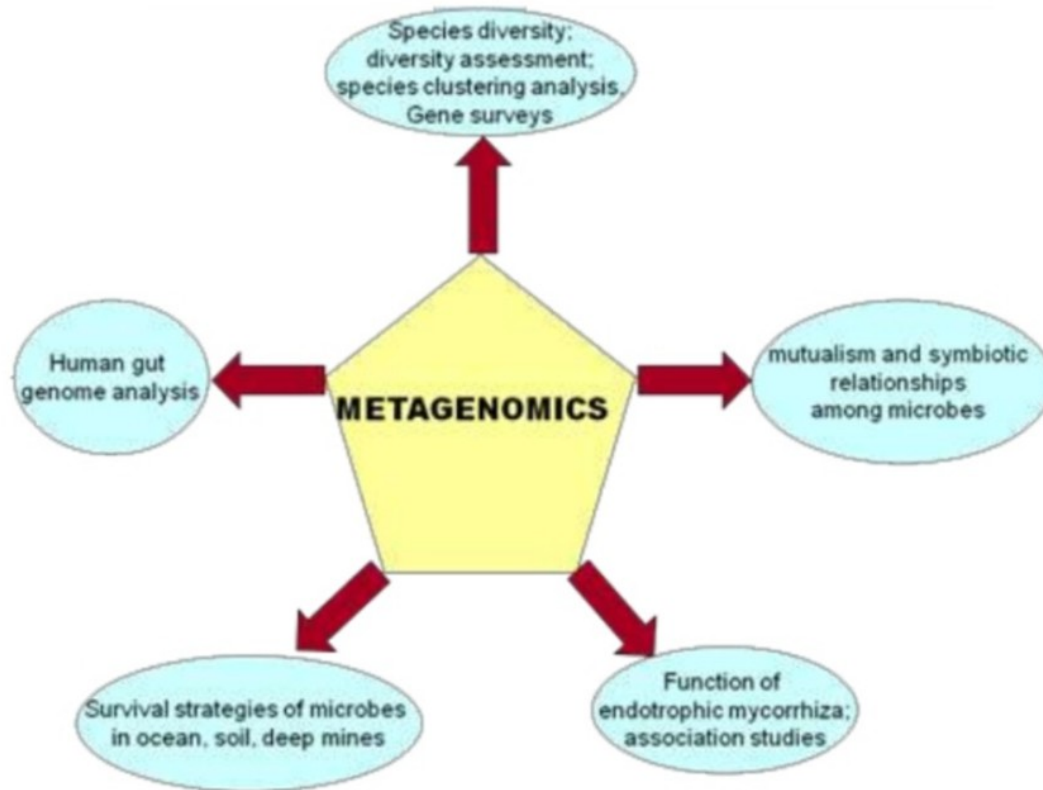 Species diversity;
diversity assessment;
species clustering analysis,
Gene surveys
Human gut
genome analysis
METAGENOMICS
mutualism and symbiotic
relationships
among microbes
Survival strategies of microbes
in ocean, soil, deep mines
Function of
endotrophic mycorrhiza;
association studies